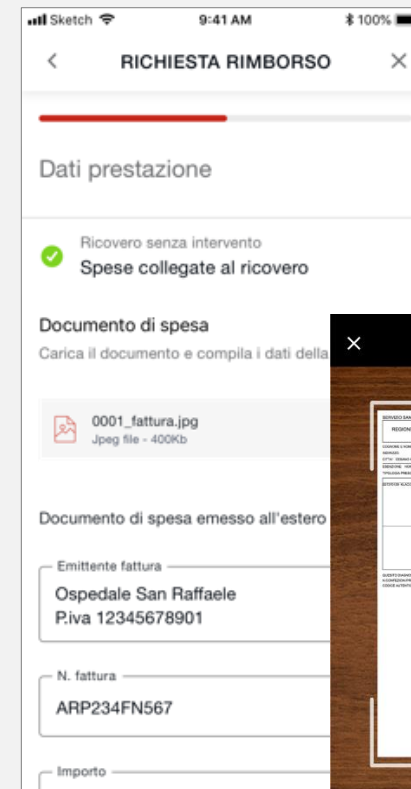 Sketch 9:41 AM 100%
RICHIESTA RIMBORSO
Dati prestazione
Ricovero senza intervento
Spese collegate al ricovero
Documento di spesa
Carica il documento e compila i dati della
0001_fattura.jpg
Jpeg file - 400Kb
Documento di spesa emesso all'estero
Emittente fattura
Ospedale San Raffaele
P.iva 12345678901
N. fattura
ARP234FN567
Importo
REGION